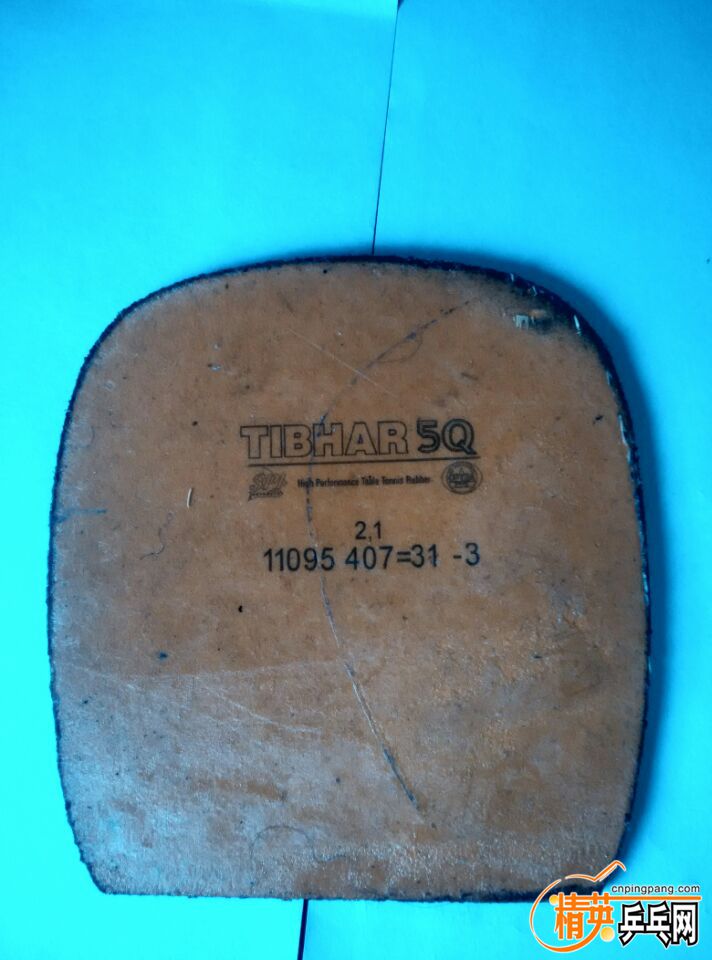 TIBHAR 5Q
High Performance Table Tennis Rubber
2,1
11095 407=31 -3
cnpingpang.com
精英乒乓网